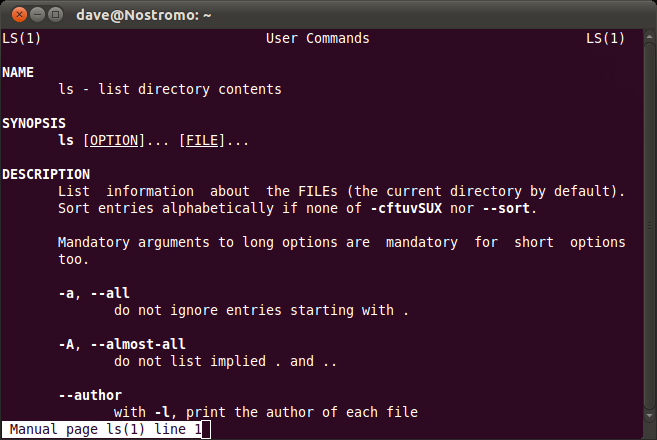 dave@Nostromo: ~
LS(1) User Commands LS(1)
NAME
ls - list directory contents
SYNOPSIS
ls [OPTION]... [FILE]...
DESCRIPTION
List information about the FILEs (the current directory by default).
Sort entries alphabetically if none of -cftuvSUX nor --sort.
Mandatory arguments to long options are mandatory for short options
too.
-a, --all
do not ignore entries starting with .
-A, --almost-all
do not list implied . and ..
--author
with -l, print the author of each file
Manual page ls(1) line 1